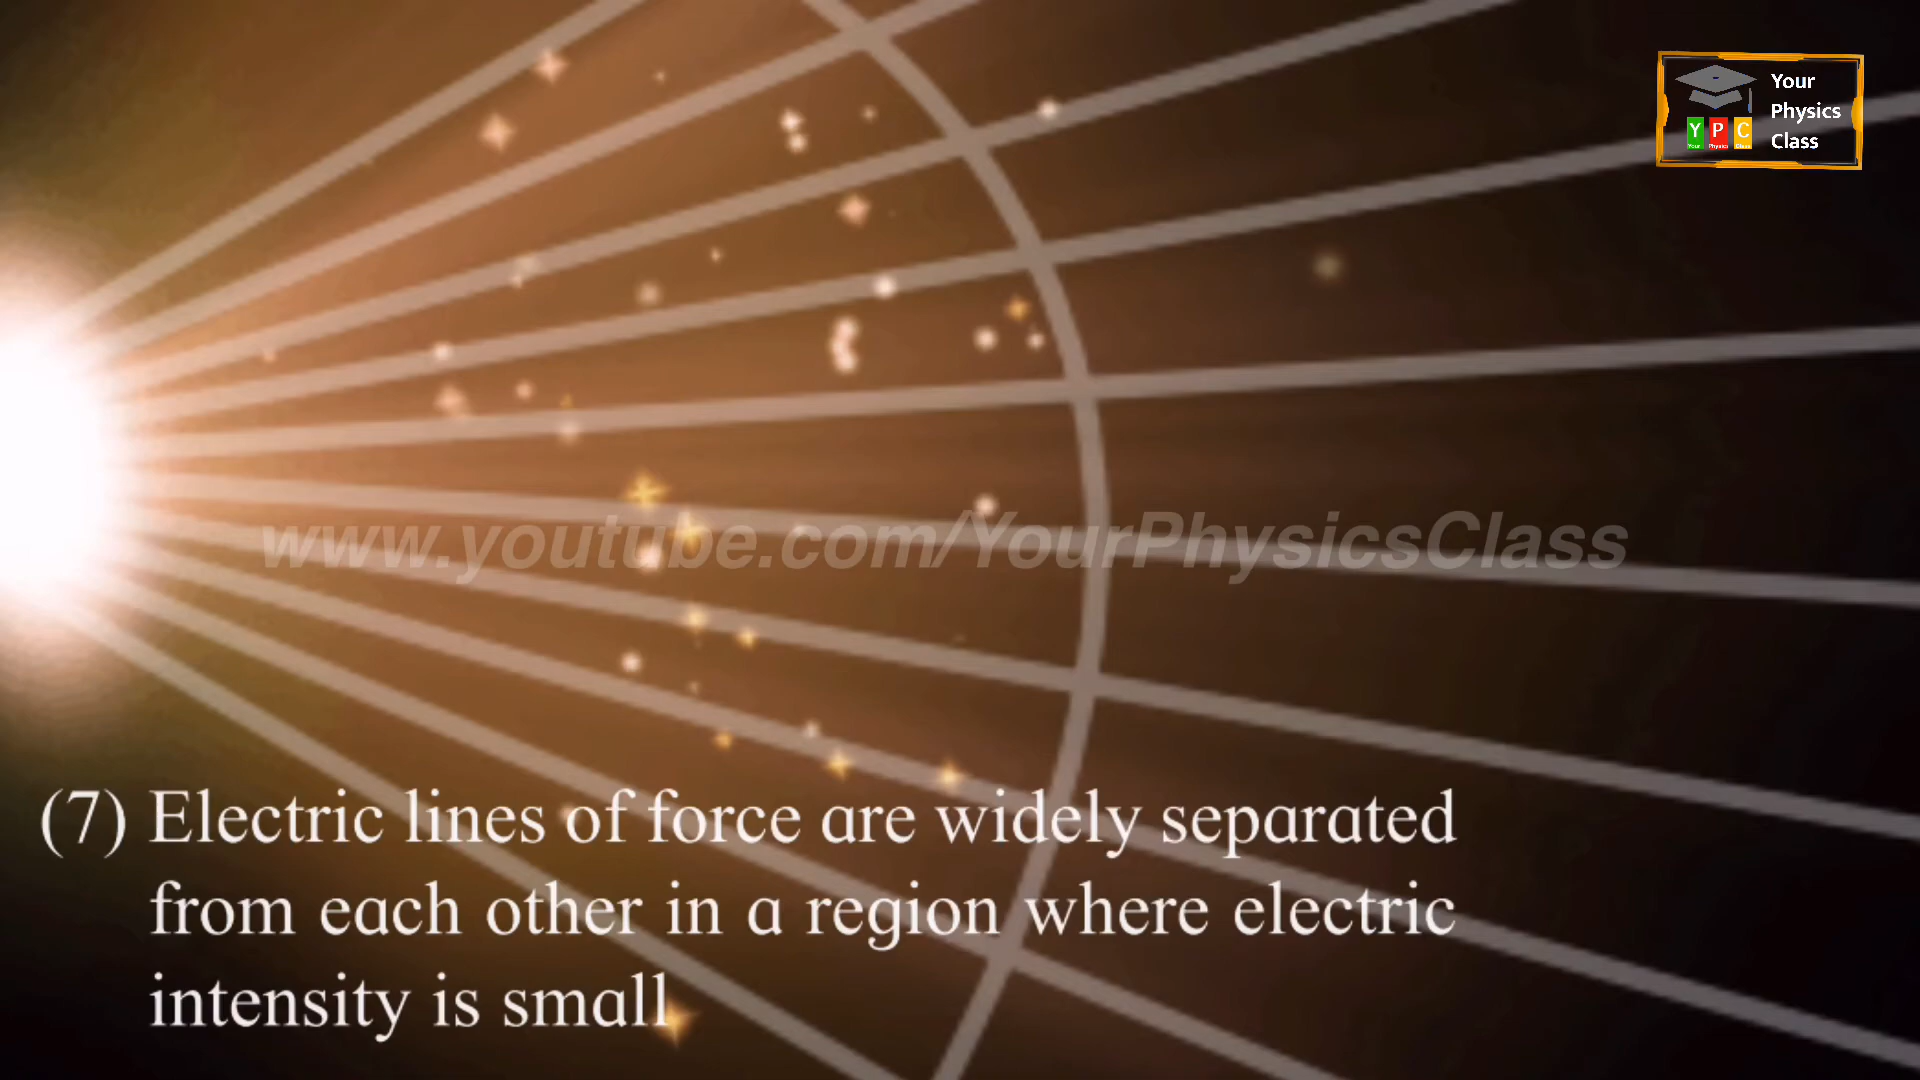 Your
Physics
Class
Y P C
www.youtube.com/YourPhysicsClass
(7) Electric lines of force are widely separated
from each other in a region where electric
intensity is small